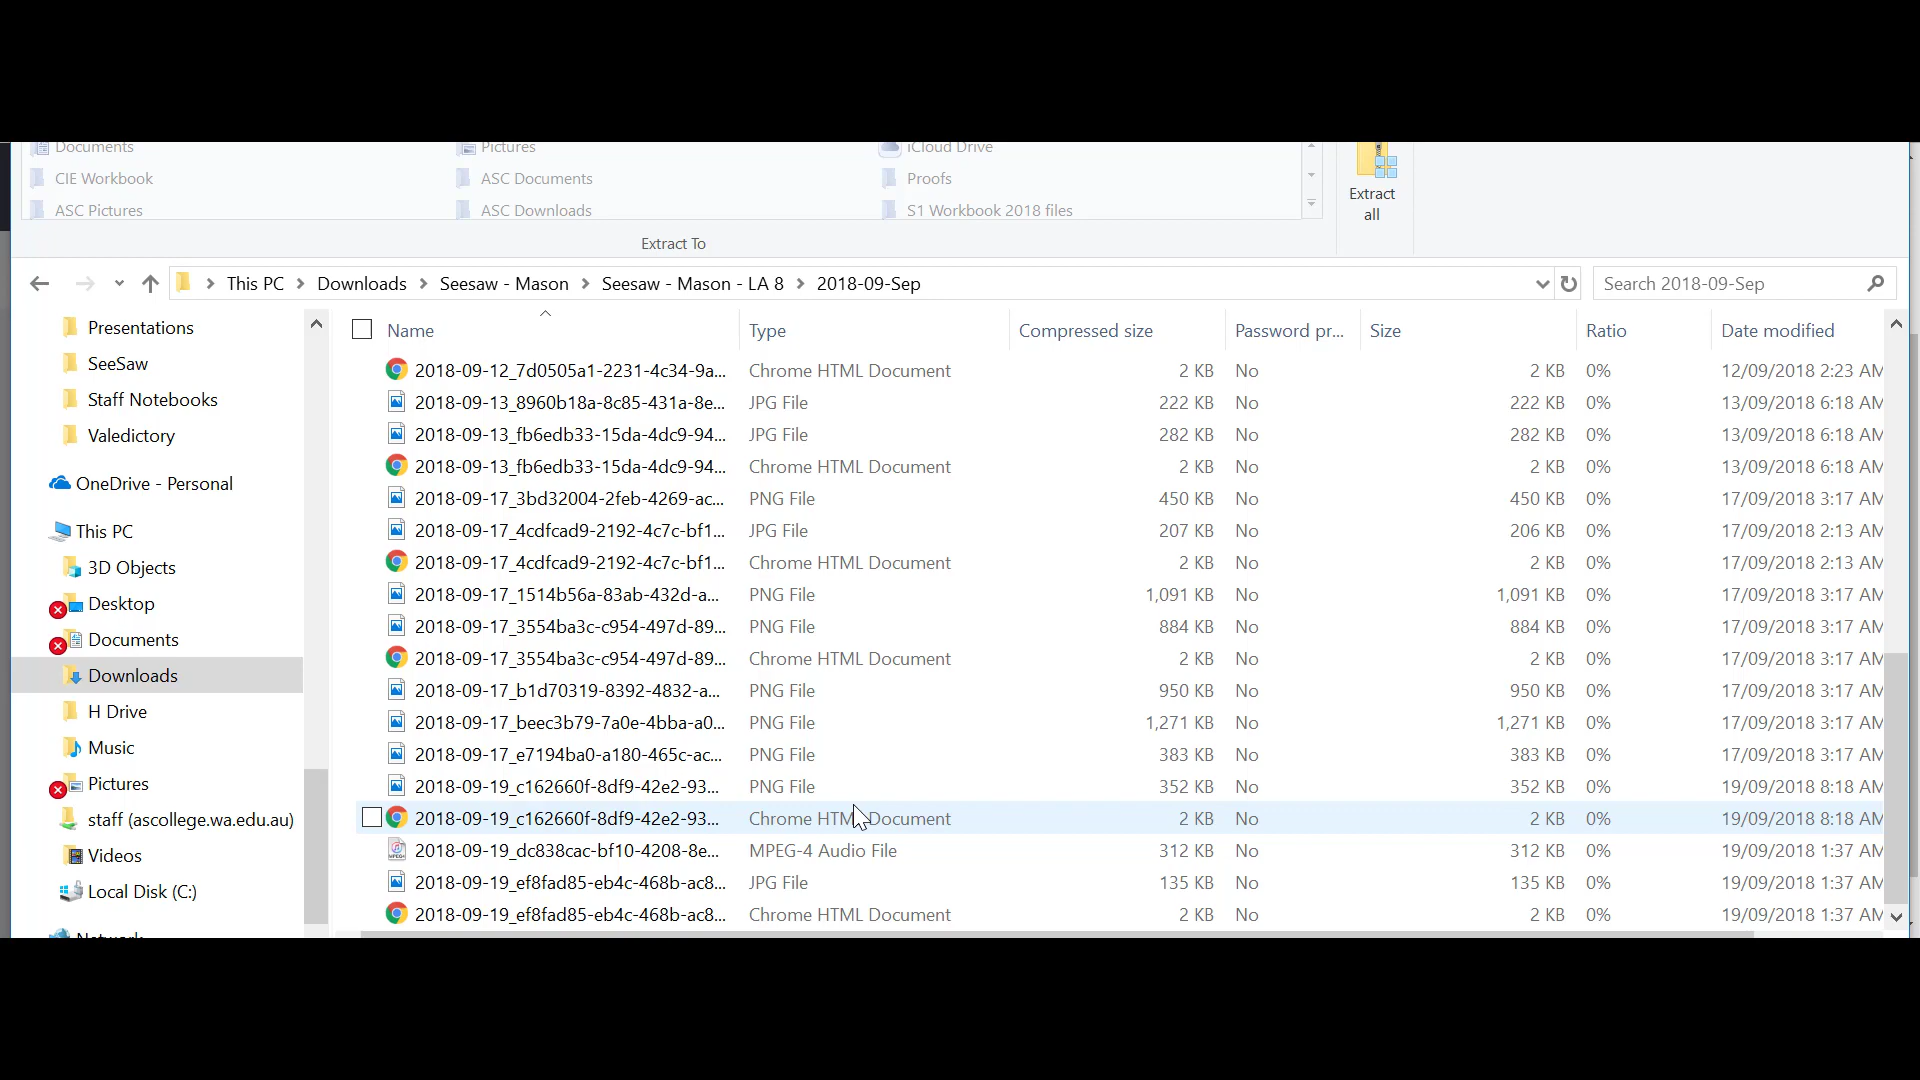 Documents Pictures iCloud Drive
CIE Workbook ASC Documents Proofs
ASC Pictures ASC Downloads S1 Workbook 2018 files
Extract
all
Extract To
This PC Downloads Seesaw - Mason Seesaw - Mason - LA 8 2018-09-Sep Search 2018-09-Sep
Presentations
SeeSaw
Staff Notebooks
Valedictory
OneDrive - Personal
This PC
3D Objects
Desktop
Documents
Downloads
H Drive
Music
Pictures
staff (ascollege.wa.edu.au)
Videos
Local Disk (C:)
Network
Name Type Compressed size Password pr... Size Ratio Date modified
2018-09-12_7d0505a1-2231-4c34-9a... Chrome HTML Document 2 KB No 2 KB 0% 12/09/2018 2:23 AM
2018-09-13_8960b18a-8c85-431a-8e... JPG File 222 KB No 222 KB 0% 13/09/2018 6:18 AM
2018-09-13_fb6edb33-15da-4dc9-94... JPG File 282 KB No 282 KB 0% 13/09/2018 6:18 AM
2018-09-13_fb6edb33-15da-4dc9-94... Chrome HTML Document 2 KB No 2 KB 0% 13/09/2018 6:18 AM
2018-09-17_3bd32004-2feb-4269-ac... PNG File 450 KB No 450 KB 0% 17/09/2018 3:17 AM
2018-09-17_4cdfcad9-2192-4c7c-bf1... JPG File 207 KB No 206 KB 0% 17/09/2018 2:13 AM
2018-09-17_4cdfcad9-2192-4c7c-bf1... Chrome HTML Document 2 KB No 2 KB 0% 17/09/2018 2:13 AM
2018-09-17_1514b56a-83ab-432d-a... PNG File 1,091 KB No 1,091 KB 0% 17/09/2018 3:17 AM
2018-09-17_3554ba3c-c954-497d-89... PNG File 884 KB No 884 KB 0% 17/09/2018 3:17 AM
2018-09-17_3554ba3c-c954-497d-89... Chrome HTML Document 2 KB No 2 KB 0% 17/09/2018 3:17 AM
2018-09-17_b1d70319-8392-4832-a... PNG File 950 KB No 950 KB 0% 17/09/2018 3:17 AM
2018-09-17_beec3b79-7a0e-4bba-a0... PNG File 1,271 KB No 1,271 KB 0% 17/09/2018 3:17 AM
2018-09-17_e7194ba0-a180-465c-ac... PNG File 383 KB No 383 KB 0% 17/09/2018 3:17 AM
2018-09-19_c162660f-8df9-42e2-93... PNG File 352 KB No 352 KB 0% 19/09/2018 8:18 AM
2018-09-19_c162660f-8df9-42e2-93... Chrome HTML Document 2 KB No 2 KB 0% 19/09/2018 8:18 AM
2018-09-19_dc838cac-bf10-4208-8e... MPEG-4 Audio File 312 KB No 312 KB 0% 19/09/2018 1:37 AM
2018-09-19_ef8fad85-eb4c-468b-ac8... JPG File 135 KB No 135 KB 0% 19/09/2018 1:37 AM
2018-09-19_ef8fad85-eb4c-468b-ac8... Chrome HTML Document 2 KB No 2 KB 0% 19/09/2018 1:37 AM